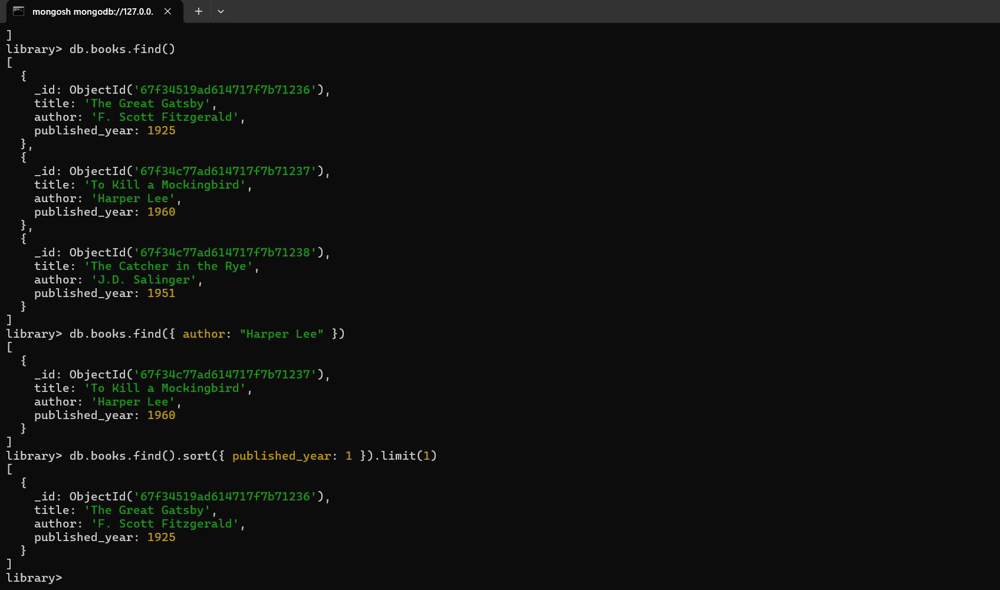 mongosh mongodb://127.0.0.
]
library> db.books.find()
[
  {
    _id: ObjectId('67f34519ad614717f7b71236'),
    title: 'The Great Gatsby',
    author: 'F. Scott Fitzgerald',
    published_year: 1925
  },
  {
    _id: ObjectId('67f34c77ad614717f7b71237'),
    title: 'To Kill a Mockingbird',
    author: 'Harper Lee',
    published_year: 1960
  },
  {
    _id: ObjectId('67f34c77ad614717f7b71238'),
    title: 'The Catcher in the Rye',
    author: 'J.D. Salinger',
    published_year: 1951
  }
]
library> db.books.find({ author: "Harper Lee" })
[
  {
    _id: ObjectId('67f34c77ad614717f7b71237'),
    title: 'To Kill a Mockingbird',
    author: 'Harper Lee',
    published_year: 1960
  }
]
library> db.books.find().sort({ published_year: 1 }).limit(1)
[
  {
    _id: ObjectId('67f34519ad614717f7b71236'),
    title: 'The Great Gatsby',
    author: 'F. Scott Fitzgerald',
    published_year: 1925
  }
]
library>